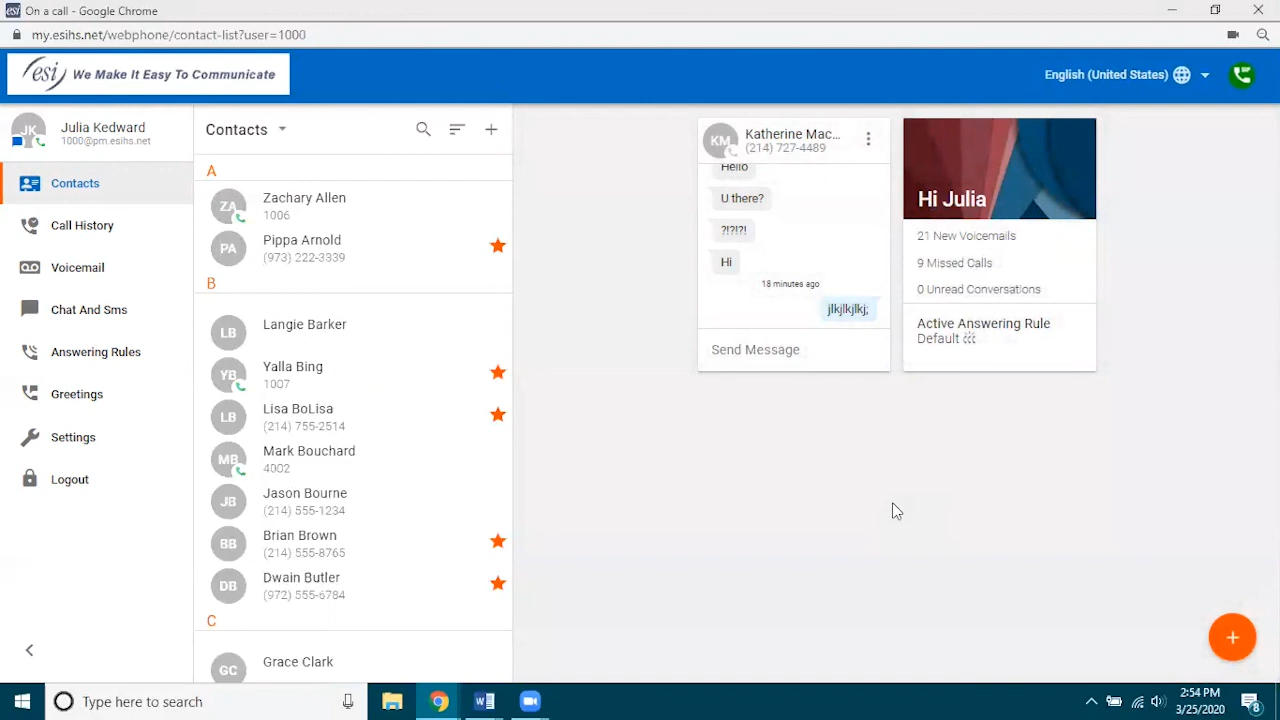 esi On a call - Google Chrome
my.esihs.net/webphone/contact-list?user=1000
esi We Make It Easy To Communicate
English (United States)
JK
Julia Kedward
1000@pm.esihs.net
Contacts
Call History
Voicemail
Chat And Sms
Answering Rules
Greetings
Settings
Logout
Contacts
A
ZA
Zachary Allen
1006
PA
Pippa Arnold
(973) 222-3339
B
LB
Langie Barker
YB
Yalla Bing
1007
LB
Lisa BoLisa
(214) 755-2514
MB
Mark Bouchard
4002
JB
Jason Bourne
(214) 555-1234
BB
Brian Brown
(214) 555-8765
DB
Dwain Butler
(972) 555-6784
C
GC
Grace Clark
KM
Katherine Mac...
(214) 727-4489
Hello
U there?
?!?!?!
Hi
18 minutes ago
jlkjlkjlkj;
Send Message
Hi Julia
21 New Voicemails
9 Missed Calls
0 Unread Conversations
Active Answering Rule
Default
+
Type here to search
2:54 PM
3/25/2020
8